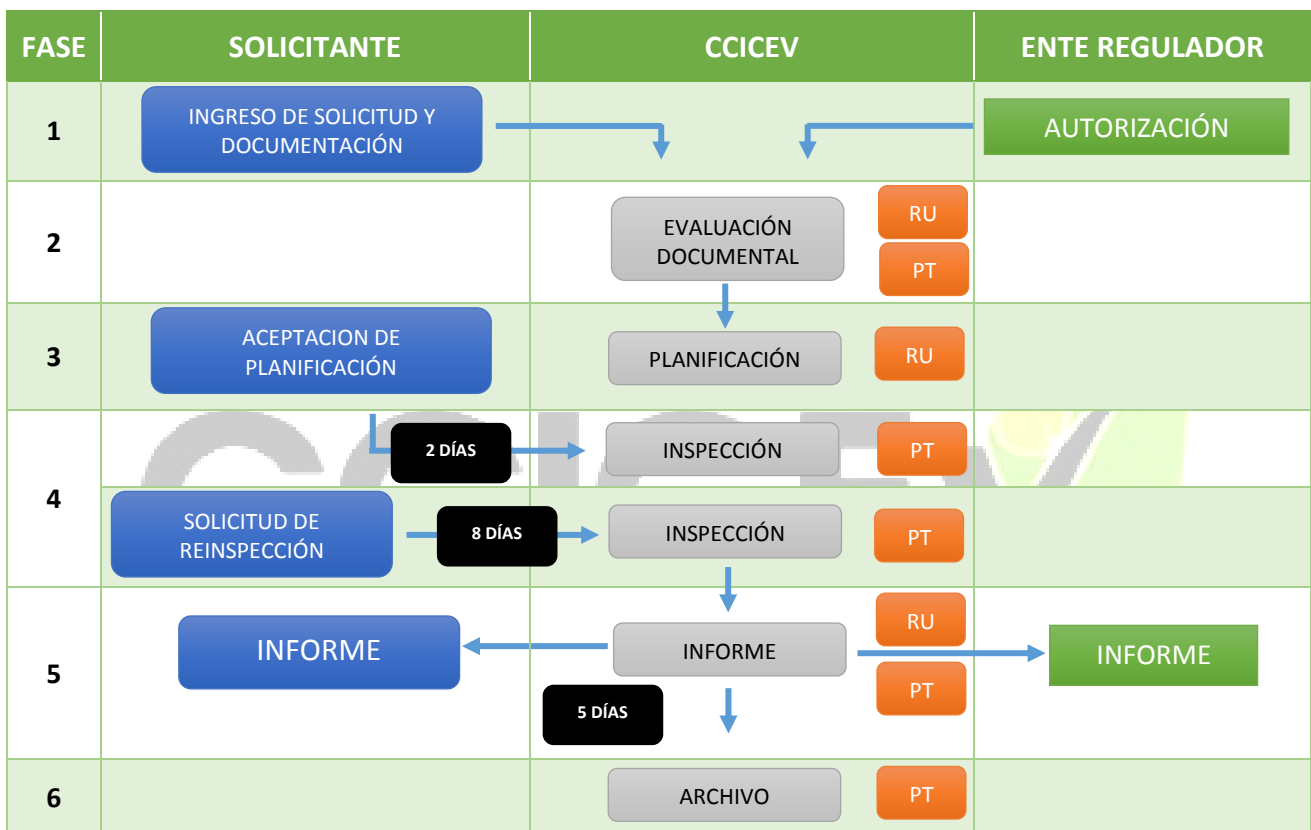 FASE SOLICITANTE CCICEV ENTE REGULADOR
1
INGRESO DE SOLICITUD Y
DOCUMENTACIÓN
AUTORIZACIÓN
2
EVALUACIÓN
DOCUMENTAL
RU
PT
3
ACEPTACION DE
PLANIFICACIÓN
PLANIFICACIÓN
RU
4
2 DÍAS
INSPECCIÓN
PT
SOLICITUD DE
REINSPECCIÓN
8 DÍAS
INSPECCIÓN
PT
5
INFORME
INFORME
RU
PT
INFORME
5 DÍAS
6
ARCHIVO
PT